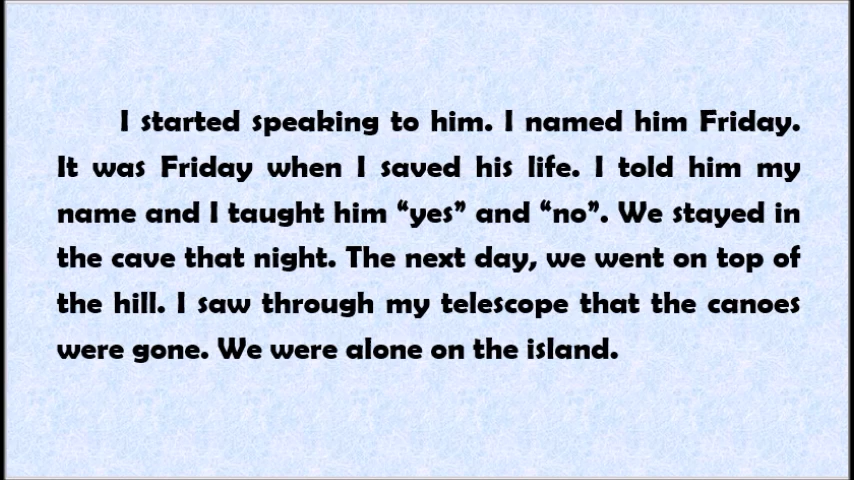 I started speaking to him. I named him Friday.
It was Friday when I saved his life. I told him my
name and I taught him “yes” and “no”. We stayed in
the cave that night. The next day, we went on top of
the hill. I saw through my telescope that the canoes
were gone. We were alone on the island.